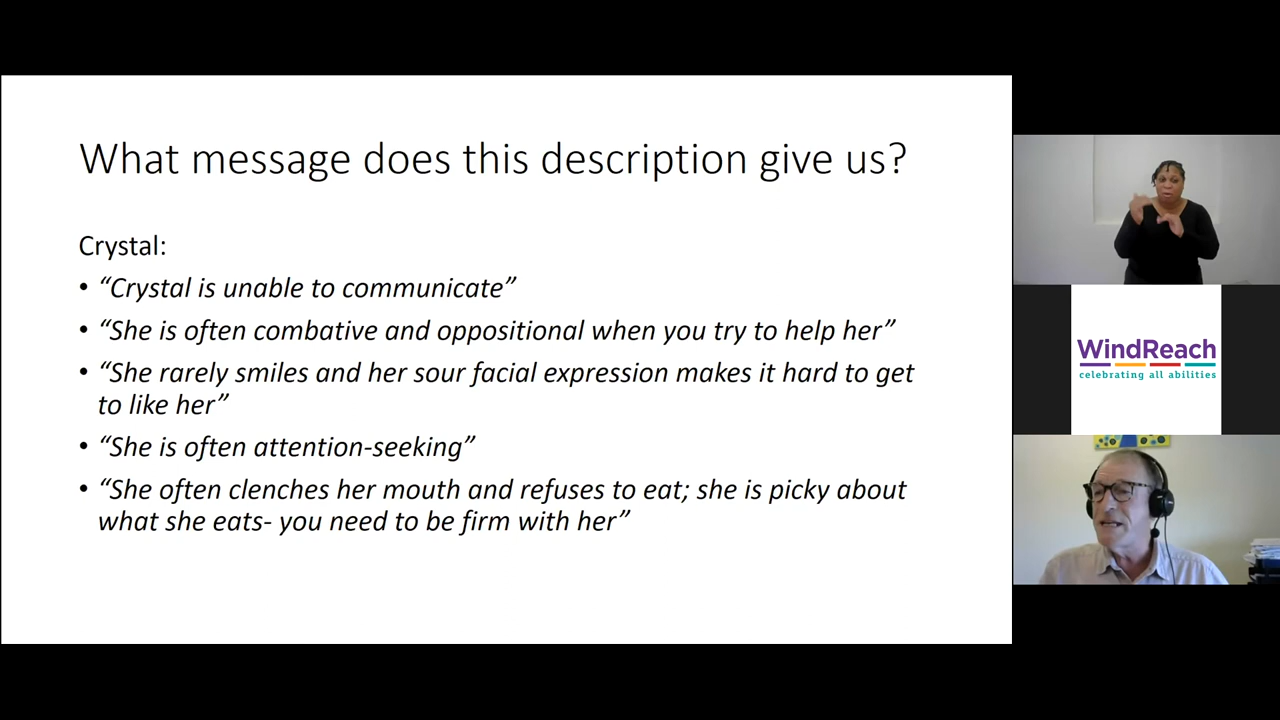 What message does this description give us?
Crystal:
• “Crystal is unable to communicate”
• “She is often combative and oppositional when you try to help her”
• “She rarely smiles and her sour facial expression makes it hard to get
to like her”
• “She is often attention-seeking”
• “She often clenches her mouth and refuses to eat; she is picky about
what she eats- you need to be firm with her”
WindReach
celebrating all abilities